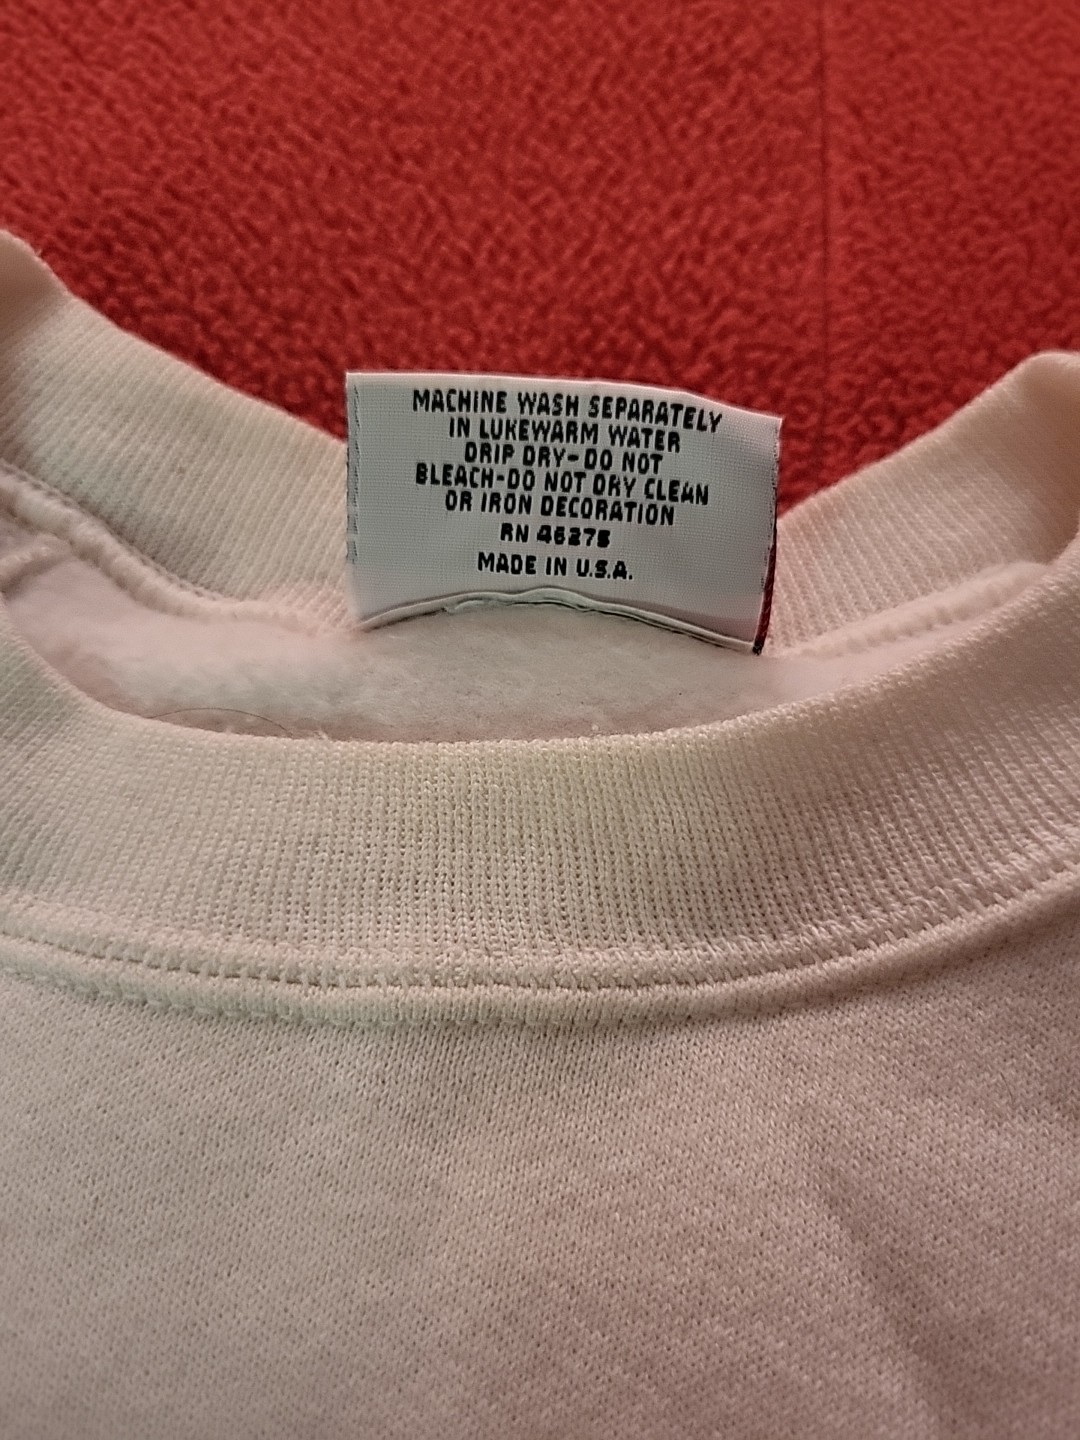 MACHINE WASH SEPARATELY
IN LUKEWARM WATER
DRIP DRY-DO NOT
BLEACH-DO NOT DRY CLEAN
OR IRON DECORATION
RN 46275
MADE IN U.S.A.